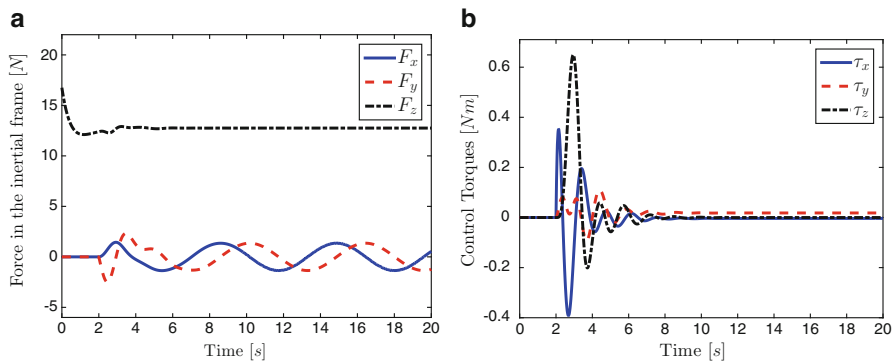 a
Force in the inertial frame [N]
20
15
10
5
0
-5
0 2 4 6 8 10 12 14 16 18 20
Time [s]
F_x
F_y
F_z
b
Control Torques [Nm]
0.6
0.4
0.2
0
-0.2
-0.4
0 2 4 6 8 10 12 14 16 18 20
Time [s]
τ_x
τ_y
τ_z